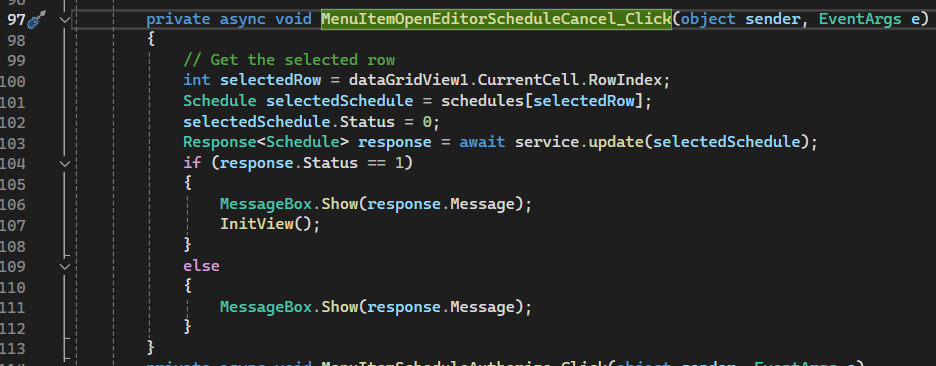 97 private async void MenuItemOpenEditorScheduleCancel_Click(object sender, EventArgs e)
98 {
99 // Get the selected row
100 int selectedRow = dataGridView1.CurrentCell.RowIndex;
101 Schedule selectedSchedule = schedules[selectedRow];
102 selectedSchedule.Status = 0;
103 Response<Schedule> response = await service.update(selectedSchedule);
104 if (response.Status == 1)
105 {
106 MessageBox.Show(response.Message);
107 InitView();
108 }
109 else
110 {
111 MessageBox.Show(response.Message);
112 }
113 }
private async void MenuItemScheduleAuthorize_Click(object sender, EventArgs e)